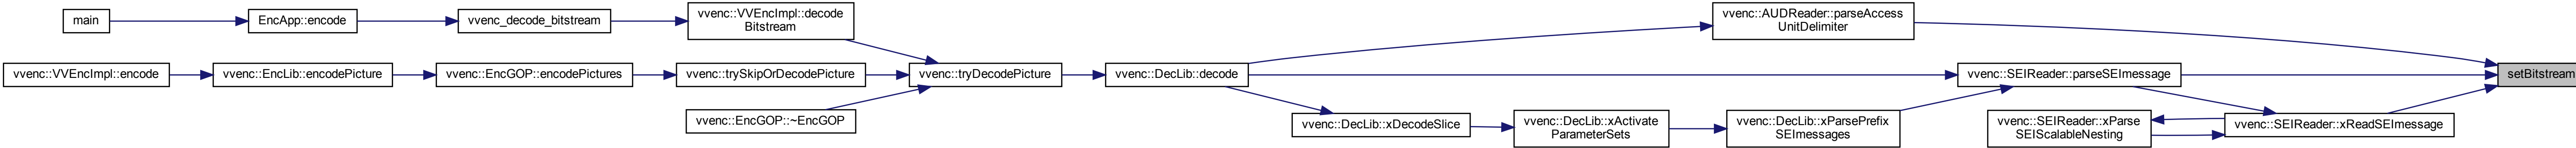 main
EncApp::encode
vvenc_decode_bitstream
vvenc::VVEncImpl::decode
Bitstream
vvenc::AUDReader::parseAccess
UnitDelimiter
vvenc::VVEncImpl::encode
vvenc::EncLib::encodePicture
vvenc::EncGOP::encodePictures
vvenc::trySkipOrDecodePicture
vvenc::tryDecodePicture
vvenc::DecLib::decode
vvenc::SEIReader::parseSEImessage
setBitstream
vvenc::EncGOP::~EncGOP
vvenc::DecLib::xDecodeSlice
vvenc::DecLib::xActivate
ParameterSets
vvenc::DecLib::xParsePrefix
SEImessages
vvenc::SEIReader::xParse
SEIScalableNesting
vvenc::SEIReader::xReadSEImessage